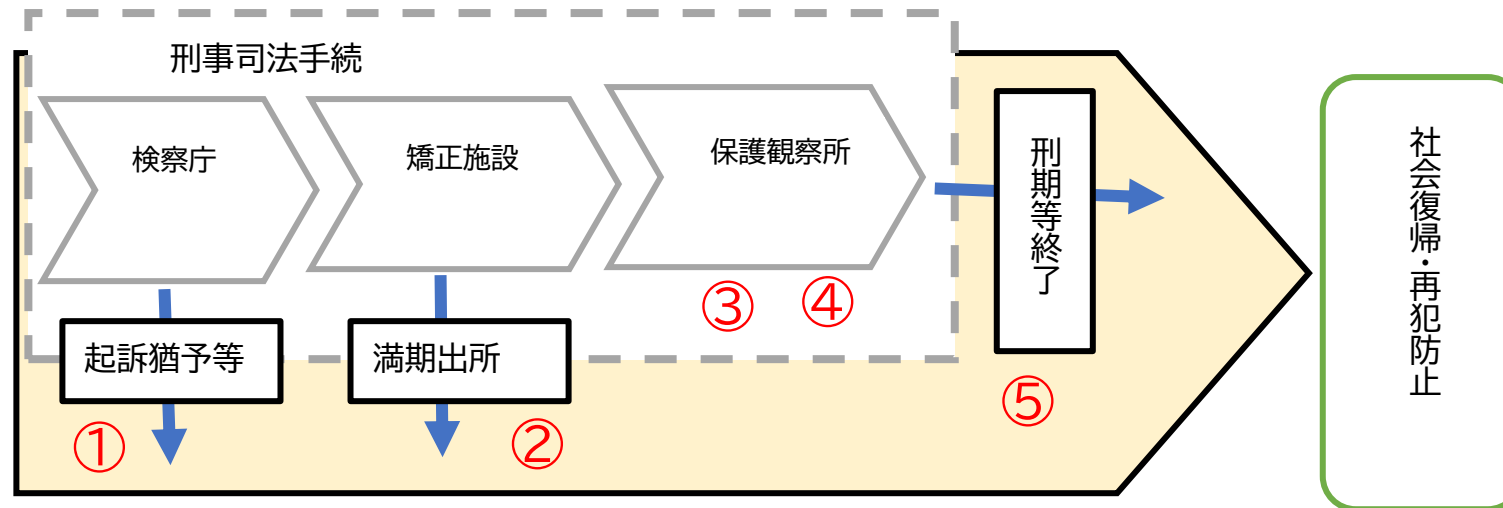 刑事司法手続
検察庁
矯正施設
保護観察所
③
④
起訴猶予等
①
満期出所
②
刑期等終了
⑤
社会復帰・再犯防止